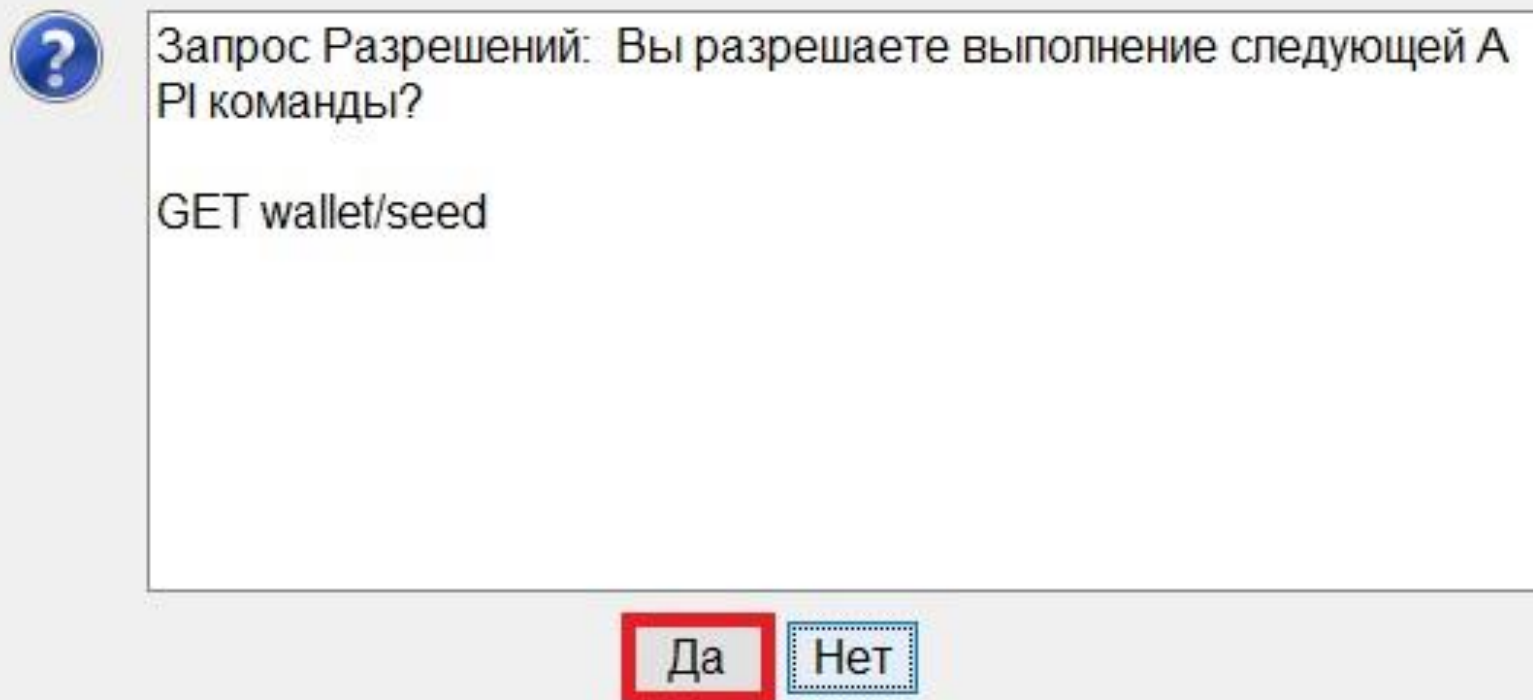 Запрос Разрешений:  Вы разрешаете выполнение следующей A
PI команды?
GET wallet/seed
Да
Нет